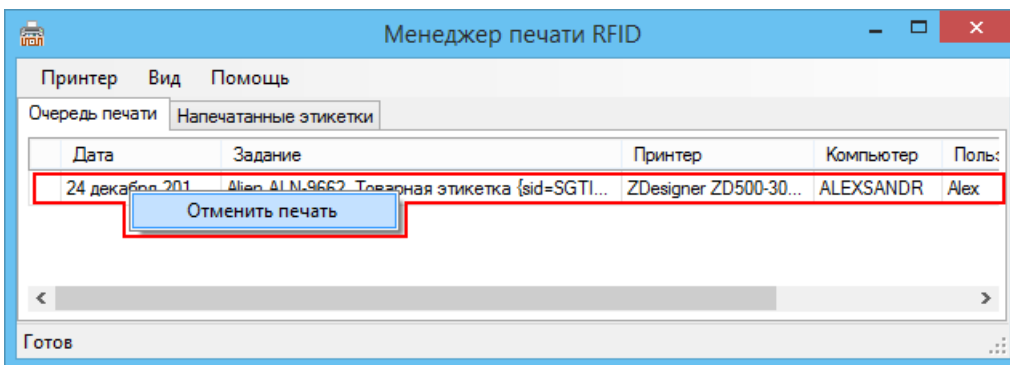 Менеджер печати RFID
Принтер Вид Помощь
Очередь печати Напечатанные этикетки
Дата Задание Принтер Компьютер Польз
24 декабря 201 Alien ALN-9662 Товарная этикетка {sid=SGTI... ZDesigner ZD500-30... ALEXSANDR Alex
Отменить печать
Готов